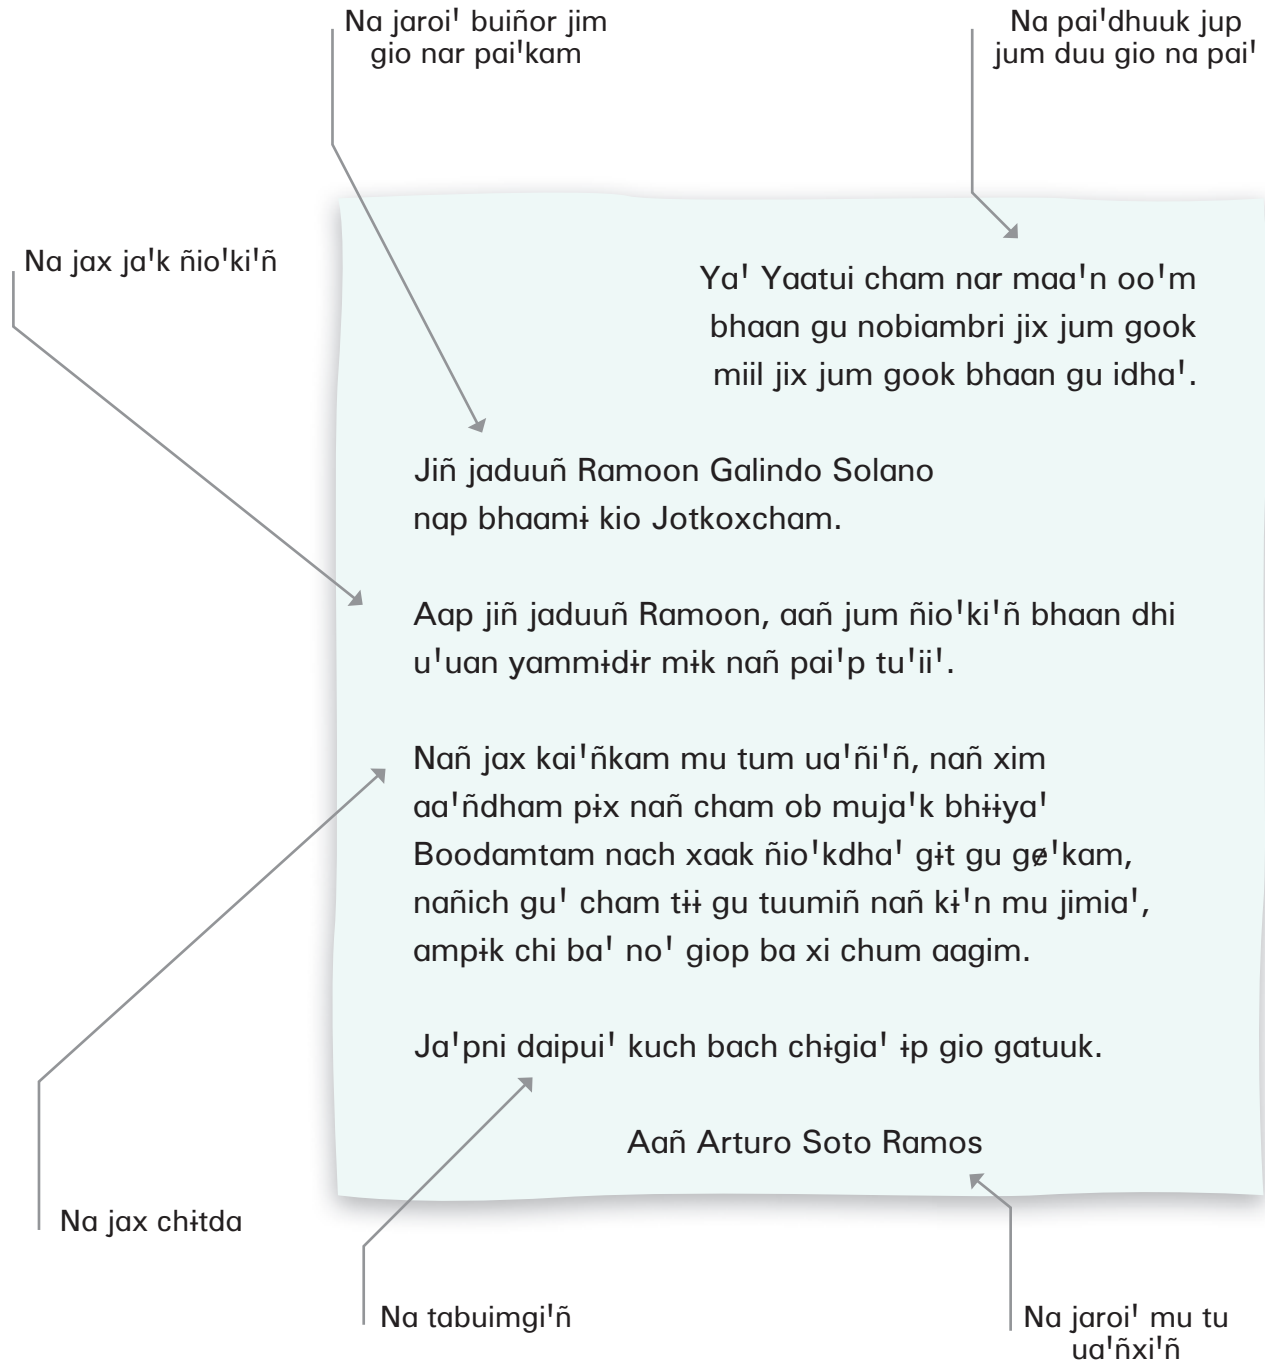 Na jaroiꞌ buiñor jim
gio nar paiꞌkam
Na paiꞌdhuuk jup
jum duu gio na paiꞌ
Na jax jaꞌk ñioꞌkiꞌñ
Yaꞌ Yaatui cham nar maaꞌn ooꞌm
bhaan gu nobiambri jix jum gook
miil jix jum gook bhaan gu idhaꞌ.
Jiñ jaduuñ Ramoon Galindo Solano
nap bhaamɨ kio Jotkoxcham.
Aap jiñ jaduuñ Ramoon, aañ jum ñioꞌkiꞌñ bhaan dhi
uꞌuan yammɨdɨr mɨk nañ paiꞌp tuꞌiiꞌ.
Nañ jax kaiꞌñkam mu tum uaꞌñiꞌñ, nañ xim
aaꞌñdham pɨx nañ cham ob mujaꞌk bhɨɨyaꞌ
Boodamtam nach xaak ñioꞌkdhaꞌ gɨt gu gɇꞌkam,
nañich guꞌ cham tɨɨ gu tuumiñ nañ kɨꞌn mu jimiaꞌ,
ampɨk chi baꞌ noꞌ giop ba xi chum aagim.
Jaꞌpni daipuiꞌ kuch bach chɨgiaꞌ ɨp gio gatuuk.
Aañ Arturo Soto Ramos
Na jax chɨtda
Na tabuimgiꞌñ
Na jaroiꞌ mu tu
uaꞌñxiꞌñ